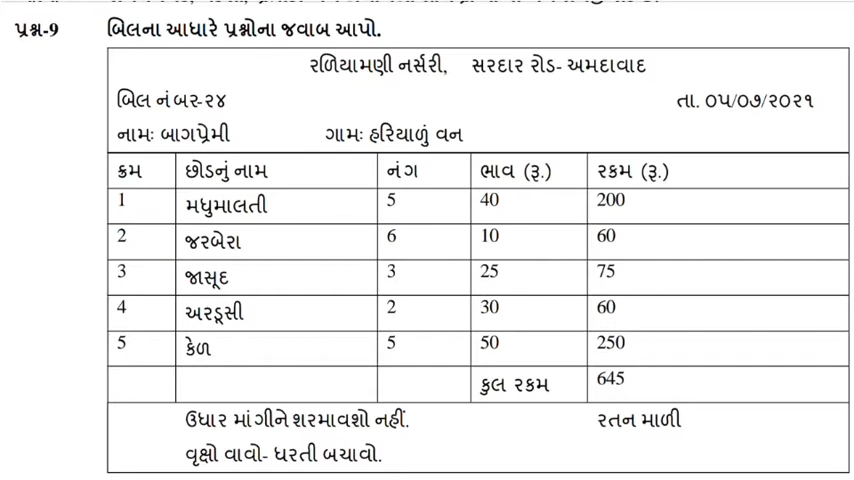 પ્રશ્ન-9 બિલના આધારે પ્રશ્નોના જવાબ આપો.
રળિયામણી નર્સરી, સરદાર રોડ- અમદાવાદ
બિલ નંબર-૨૪ તા. ૦૫/૦૭/૨૦૨૧
નામઃ બાગપ્રેમી ગામઃ હરિયાળું વન
ક્રમ છોડનું નામ નંગ ભાવ (રૂ.) રકમ (રૂ.)
1 મધુમાલતી 5 40 200
2 જરબેરા 6 10 60
3 જાસૂદ 3 25 75
4 અરડૂસી 2 30 60
5 કેળ 5 50 250
કુલ રકમ 645
ઉધાર માંગીને શરમાવશો નહીં. રતન માળી
વૃક્ષો વાવો- ધરતી બચાવો.